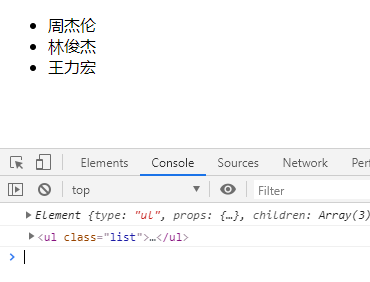 周杰伦
林俊杰
王力宏
Elements Console Sources Network Perf
top Filter
Element {type: "ul", props: {…}, children: Array(3)
<ul class="list">…</ul>